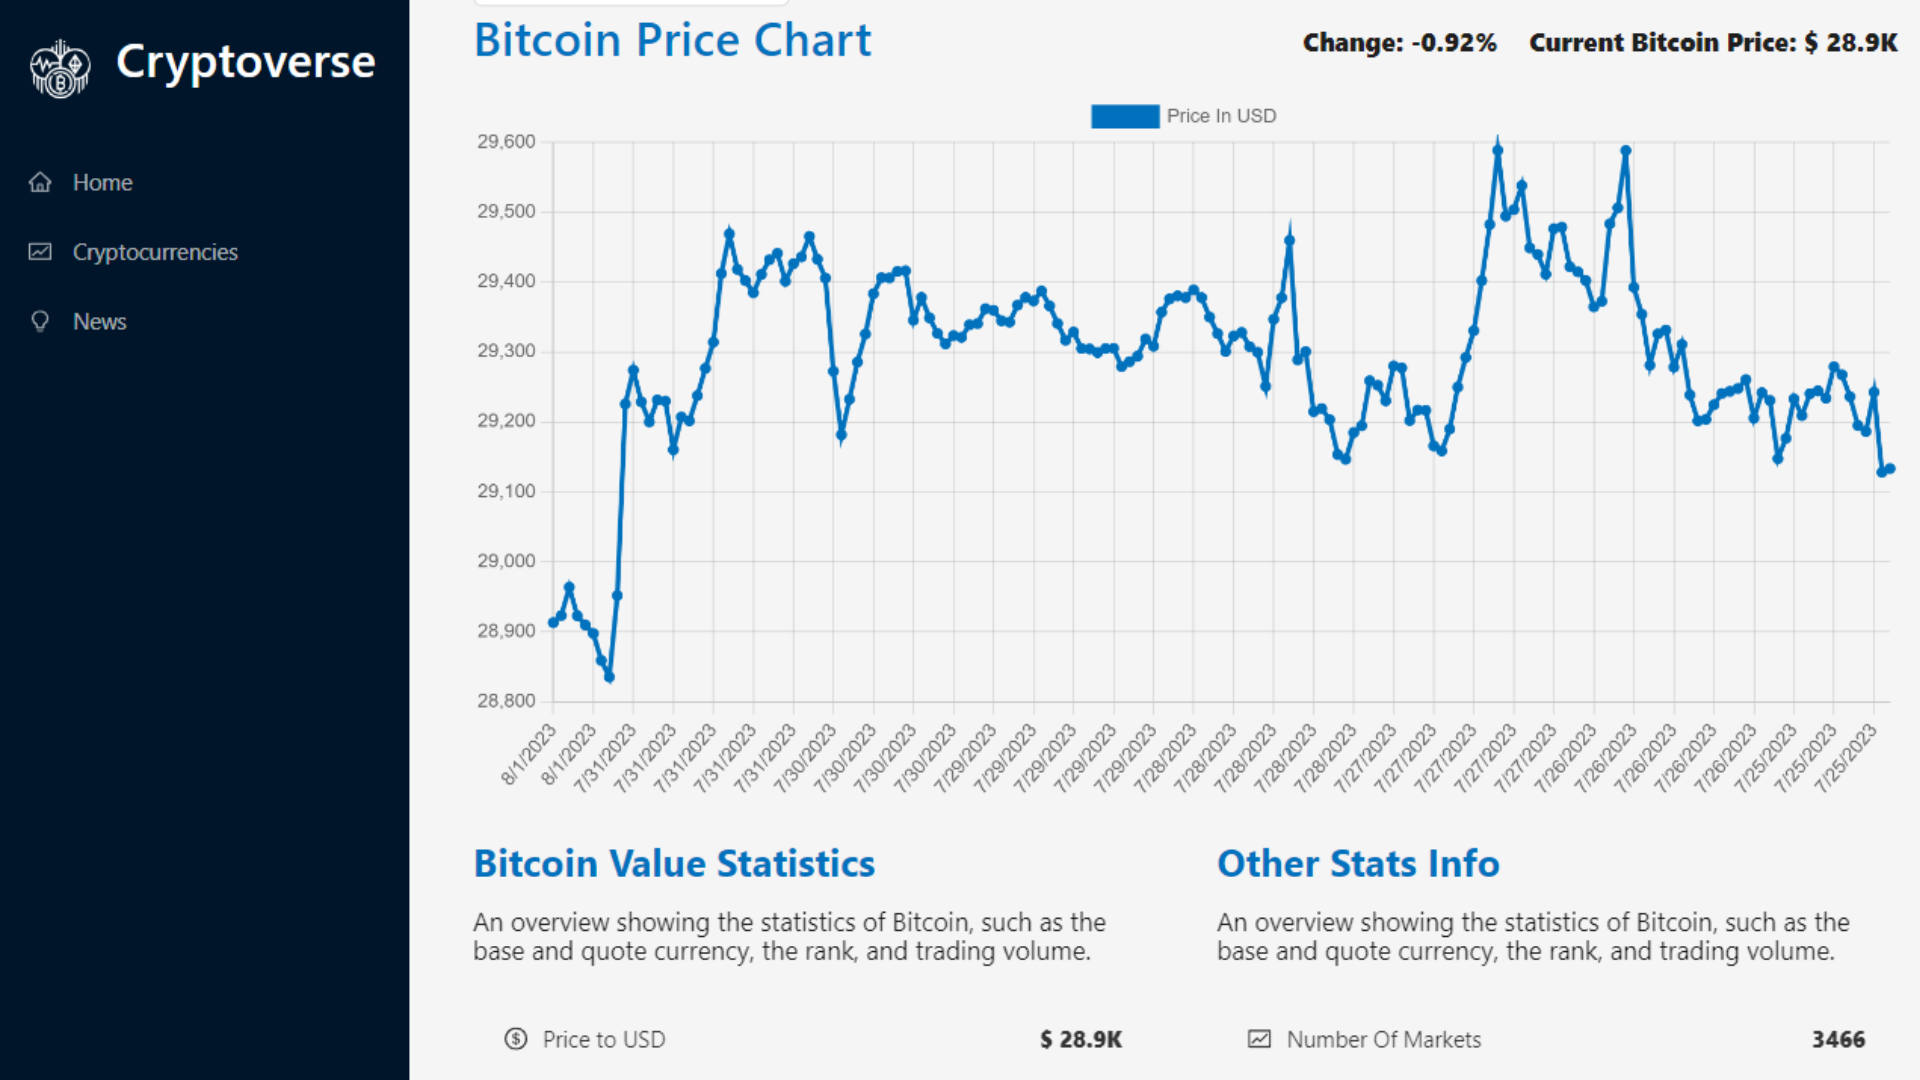 Cryptoverse
Home
Cryptocurrencies
News
Bitcoin Price Chart
Change: -0.92%
Current Bitcoin Price: $ 28.9K
Price In USD
29,600
29,500
29,400
29,300
29,200
29,100
29,000
28,900
28,800
8/1/2023
8/1/2023
7/31/2023
7/31/2023
7/31/2023
7/31/2023
7/31/2023
7/30/2023
7/30/2023
7/30/2023
7/30/2023
7/29/2023
7/29/2023
7/29/2023
7/29/2023
7/29/2023
7/28/2023
7/28/2023
7/28/2023
7/28/2023
7/28/2023
7/27/2023
7/27/2023
7/27/2023
7/27/2023
7/27/2023
7/26/2023
7/26/2023
7/26/2023
7/26/2023
7/26/2023
7/25/2023
7/25/2023
7/25/2023
Bitcoin Value Statistics
An overview showing the statistics of Bitcoin, such as the
base and quote currency, the rank, and trading volume.
Price to USD
$ 28.9K
Other Stats Info
An overview showing the statistics of Bitcoin, such as the
base and quote currency, the rank, and trading volume.
Number Of Markets
3466